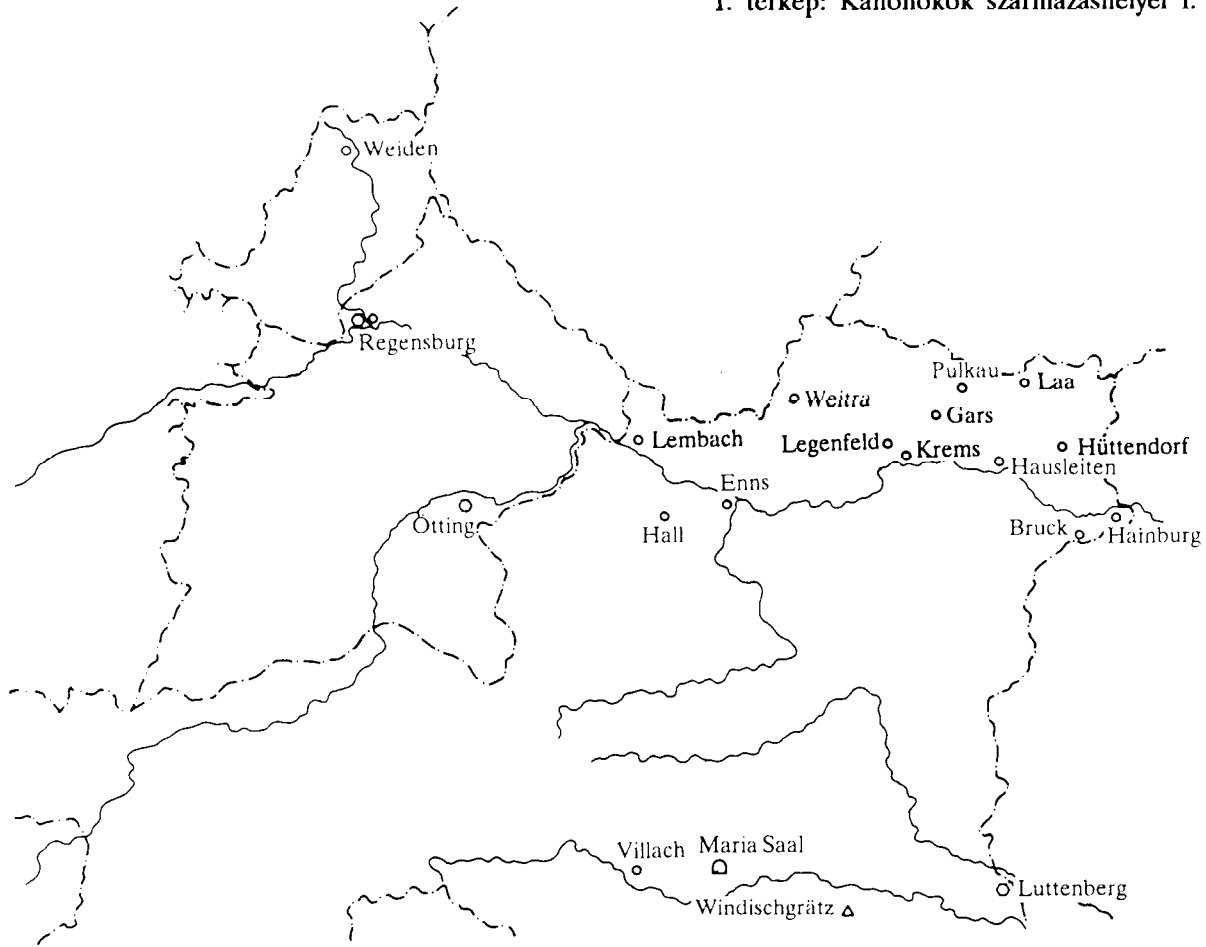 1. térkép: Kanonokok származáshelyei I.
Weiden
Regensburg
Pulkau
Laa
Weitra
Gars
Lembach
Legenfeld
Krems
Hüttendorf
Hausleiten
Enns
Ötting
Hall
Bruck
Hainburg
Villach
Maria Saal
Luttenberg
Windischgrätz